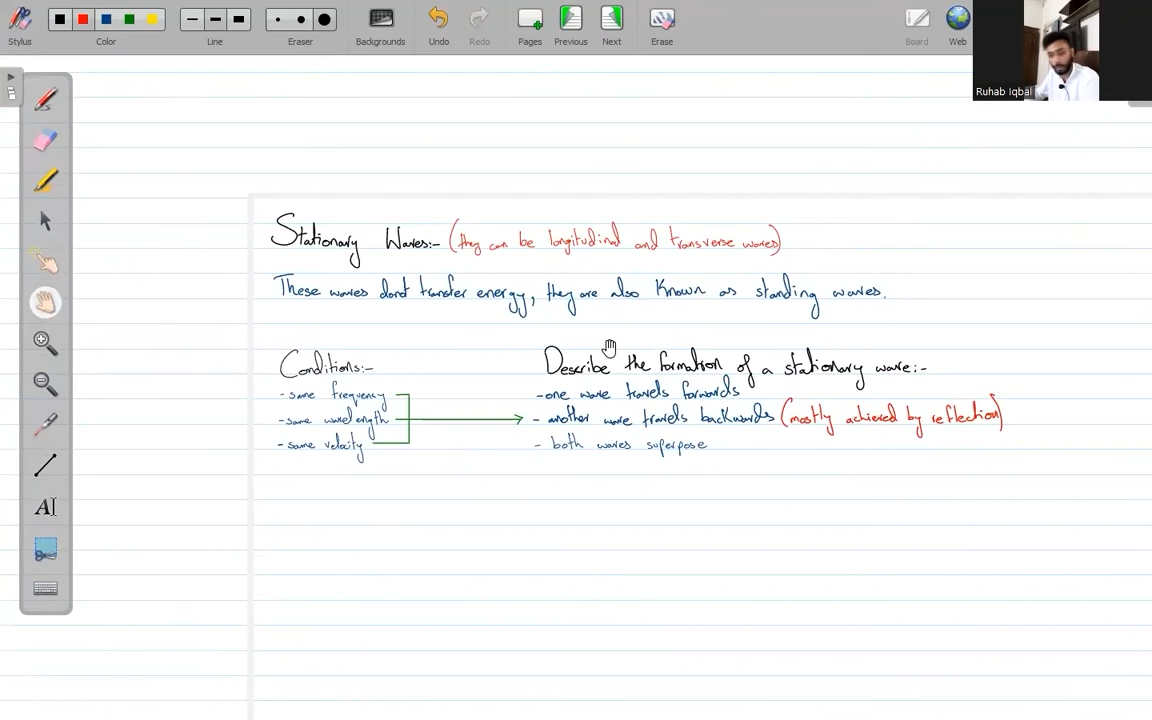 Stylus
Color
Line
Eraser
Backgrounds
Undo
Redo
Pages
Previous
Next
Erase
Board
Web
Ruhab Iqbal
Stationary Waves:- (they can be longitudinal and transverse waves)
These waves dont transfer energy, they are also known as standing waves.
Conditions:-
- same frequency
- same wavelength
- same velocity
Describe the formation of a stationary wave:-
- one wave travels forwards
- another wave travels backwards (mostly achieved by reflection)
- both waves superpose